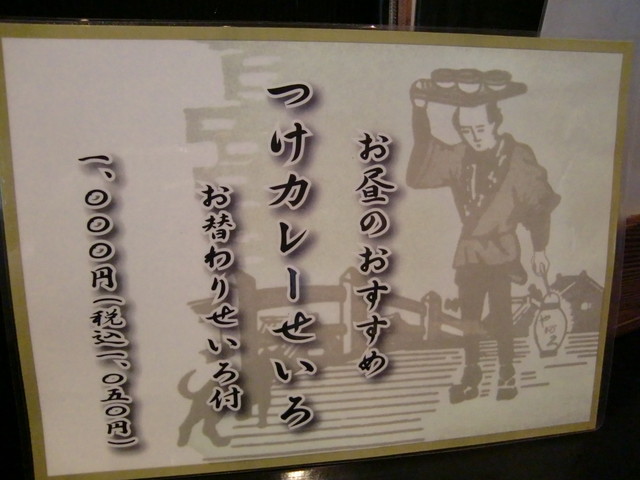 お昼のおすすめ
つけカレーせいろ
お替わりせいろ付
一、〇〇〇円(税込一、〇五〇円)